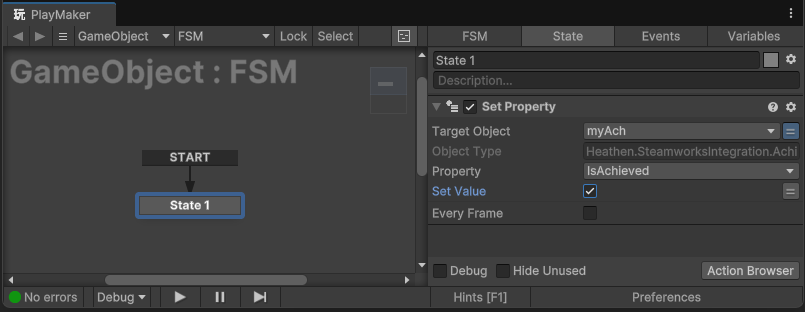 玩 PlayMaker
GameObject FSM Lock Select
FSM State Events Variables
GameObject : FSM
START
State 1
State 1
Description...
Set Property
Target Object myAch
Object Type Heathen.SteamworksIntegration.Achi
Property IsAchieved
Set Value
Every Frame
Debug Hide Unused Action Browser
No errors Debug Hints [F1] Preferences